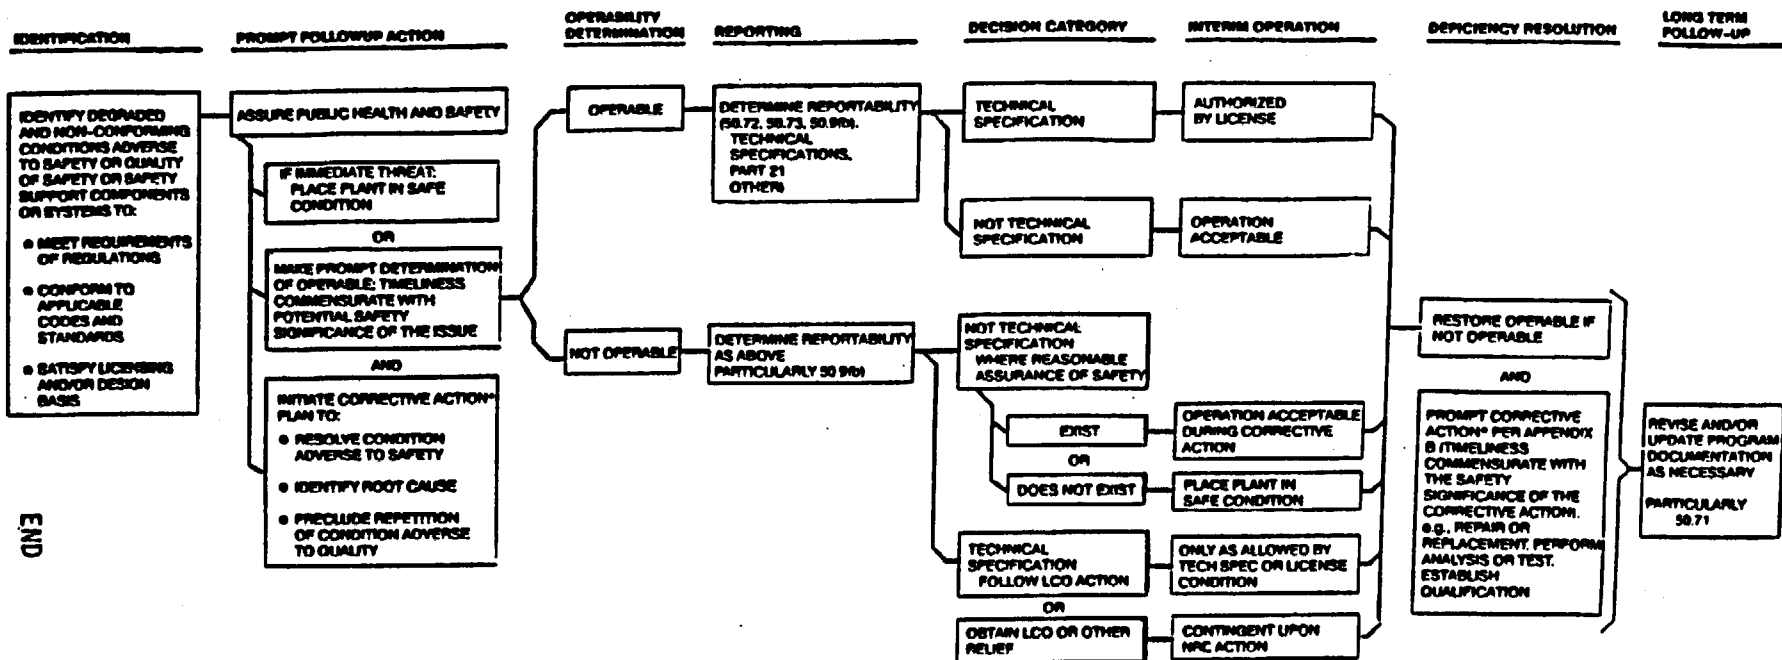 IDENTIFICATION
PROMPT FOLLOWUP ACTION
OPERABILITY
DETERMINATION
REPORTING
DECISION CATEGORY
INTERIM OPERATION
DEFICIENCY RESOLUTION
LONG TERM
FOLLOW-UP
IDENTIFY DEGRADED
AND NON-CONFORMING
CONDITIONS ADVERSE
TO SAFETY OR QUALITY
OF SAFETY OR SAFETY
SUPPORT COMPONENTS
OR SYSTEMS TO:
● MEET REQUIREMENTS
OF REGULATIONS
● CONFORM TO
APPLICABLE
CODES AND
STANDARDS
● SATISFY LICENSING
AND/OR DESIGN
BASIS
ASSURE PUBLIC HEALTH AND SAFETY
IF IMMEDIATE THREAT:
PLACE PLANT IN SAFE
CONDITION
OR
MAKE PROMPT DETERMINATION
OF OPERABLE; TIMELINESS
COMMENSURATE WITH
POTENTIAL SAFETY
SIGNIFICANCE OF THE ISSUE
AND
INITIATE CORRECTIVE ACTION*
PLAN TO:
● RESOLVE CONDITION
ADVERSE TO SAFETY
● IDENTIFY ROOT CAUSE
● PRECLUDE REPETITION
OF CONDITION ADVERSE
TO QUALITY
OPERABLE
NOT OPERABLE
DETERMINE REPORTABILITY
(50.72, 50.73, 50.9(b),
TECHNICAL
SPECIFICATIONS,
PART 21
OTHER)
DETERMINE REPORTABILITY
AS ABOVE
PARTICULARLY 50.9(b)
TECHNICAL
SPECIFICATION
NOT TECHNICAL
SPECIFICATION
NOT TECHNICAL
SPECIFICATION
WHERE REASONABLE
ASSURANCE OF SAFETY
EXIST
OR
DOES NOT EXIST
TECHNICAL
SPECIFICATION
FOLLOW LCO ACTION
OR
OBTAIN LCO OR OTHER
RELIEF
AUTHORIZED
BY LICENSE
OPERATION
ACCEPTABLE
OPERATION ACCEPTABLE
DURING CORRECTIVE
ACTION
PLACE PLANT IN
SAFE CONDITION
ONLY AS ALLOWED BY
TECH SPEC OR LICENSE
CONDITION
CONTINGENT UPON
NRC ACTION
RESTORE OPERABLE IF
NOT OPERABLE
AND
PROMPT CORRECTIVE
ACTION* PER APPENDIX
B (TIMELINESS
COMMENSURATE WITH
THE SAFETY
SIGNIFICANCE OF THE
CORRECTIVE ACTION).
e.g., REPAIR OR
REPLACEMENT, PERFORM
ANALYSIS OR TEST.
ESTABLISH
QUALIFICATION
REVISE AND/OR
UPDATE PROGRAM
DOCUMENTATION
AS NECESSARY
PARTICULARLY
50.71
END